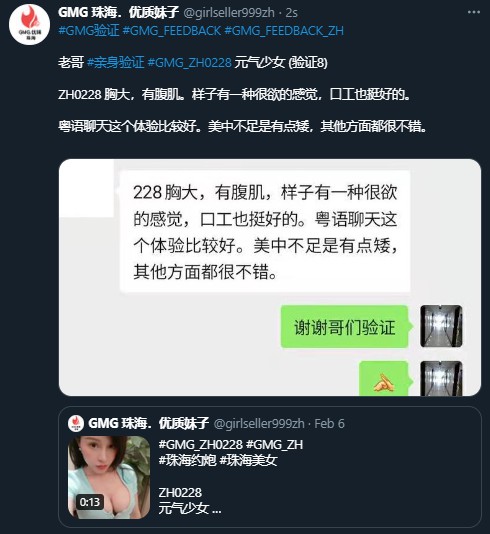 GMG 珠海．优质妹子 @girlseller999zh · 2s
#GMG验证 #GMG_FEEDBACK #GMG_FEEDBACK_ZH
老哥 #亲身验证 #GMG_ZH0228 元气少女 (验证8)
ZH0228 胸大，有腹肌。样子有一种很欲的感觉，口工也挺好的。
粤语聊天这个体验比较好。美中不足是有点矮，其他方面都很不错。
228胸大，有腹肌，样子有一种很欲
的感觉，口工也挺好的。粤语聊天这
个体验比较好。美中不足是有点矮，
其他方面都很不错。
谢谢哥们验证
GMG 珠海．优质妹子 @girlseller999zh · Feb 6
#GMG_ZH0228 #GMG_ZH
#珠海约炮 #珠海美女
ZH0228
元气少女 ...
0:13